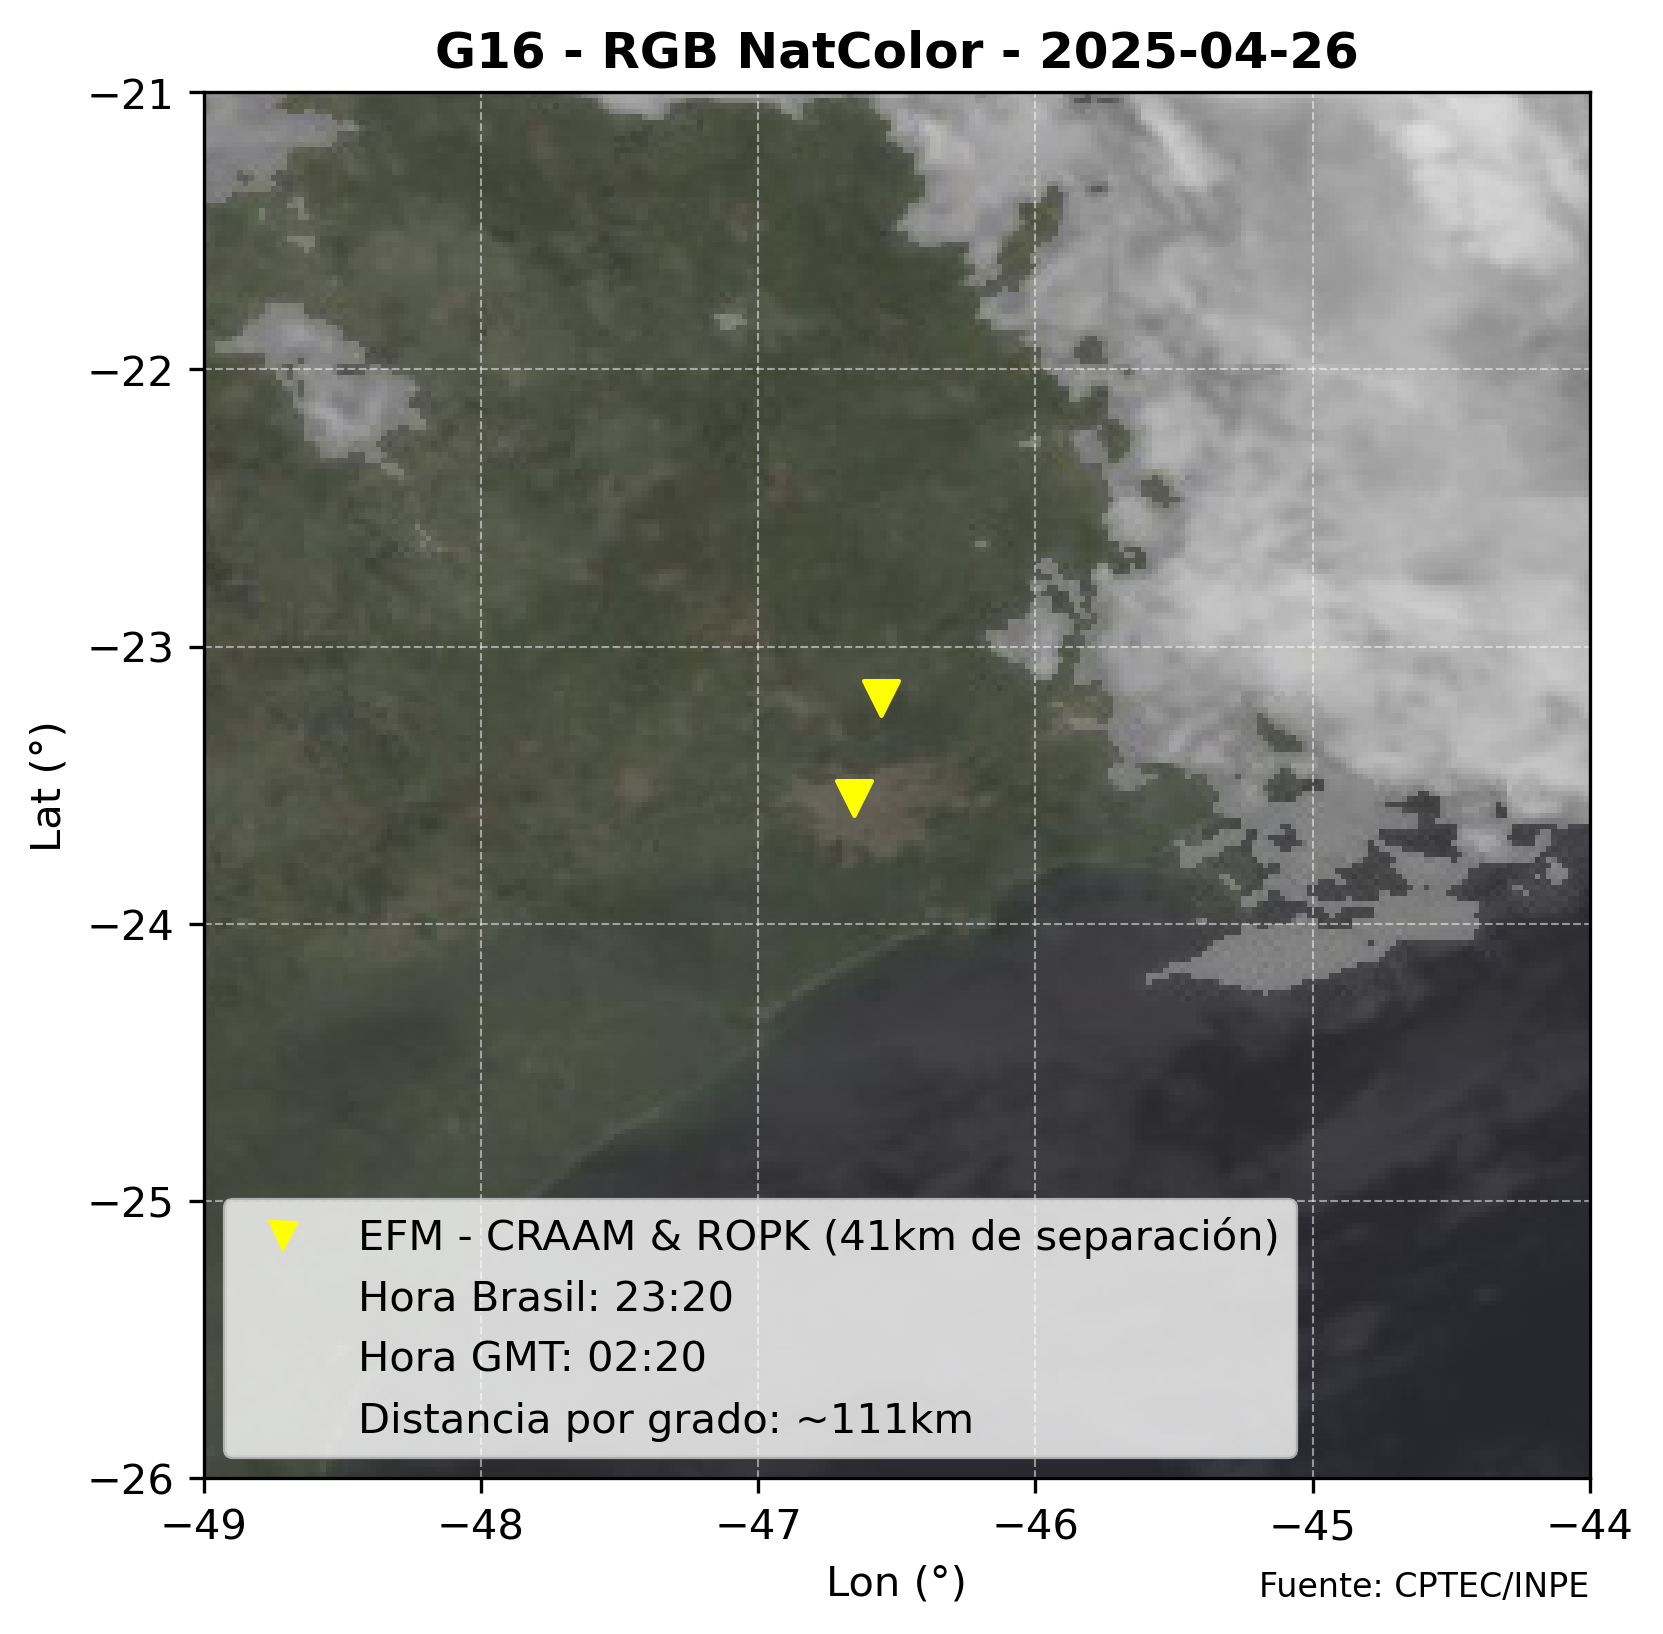 G16 - RGB NatColor - 2025-04-26
−21
−22
−23
−24
−25
−26
Lat (°)
EFM - CRAAM & ROPK (41km de separación)
Hora Brasil: 23:20
Hora GMT: 02:20
Distancia por grado: ~111km
−49 −48 −47 −46 −45 −44
Lon (°)
Fuente: CPTEC/INPE